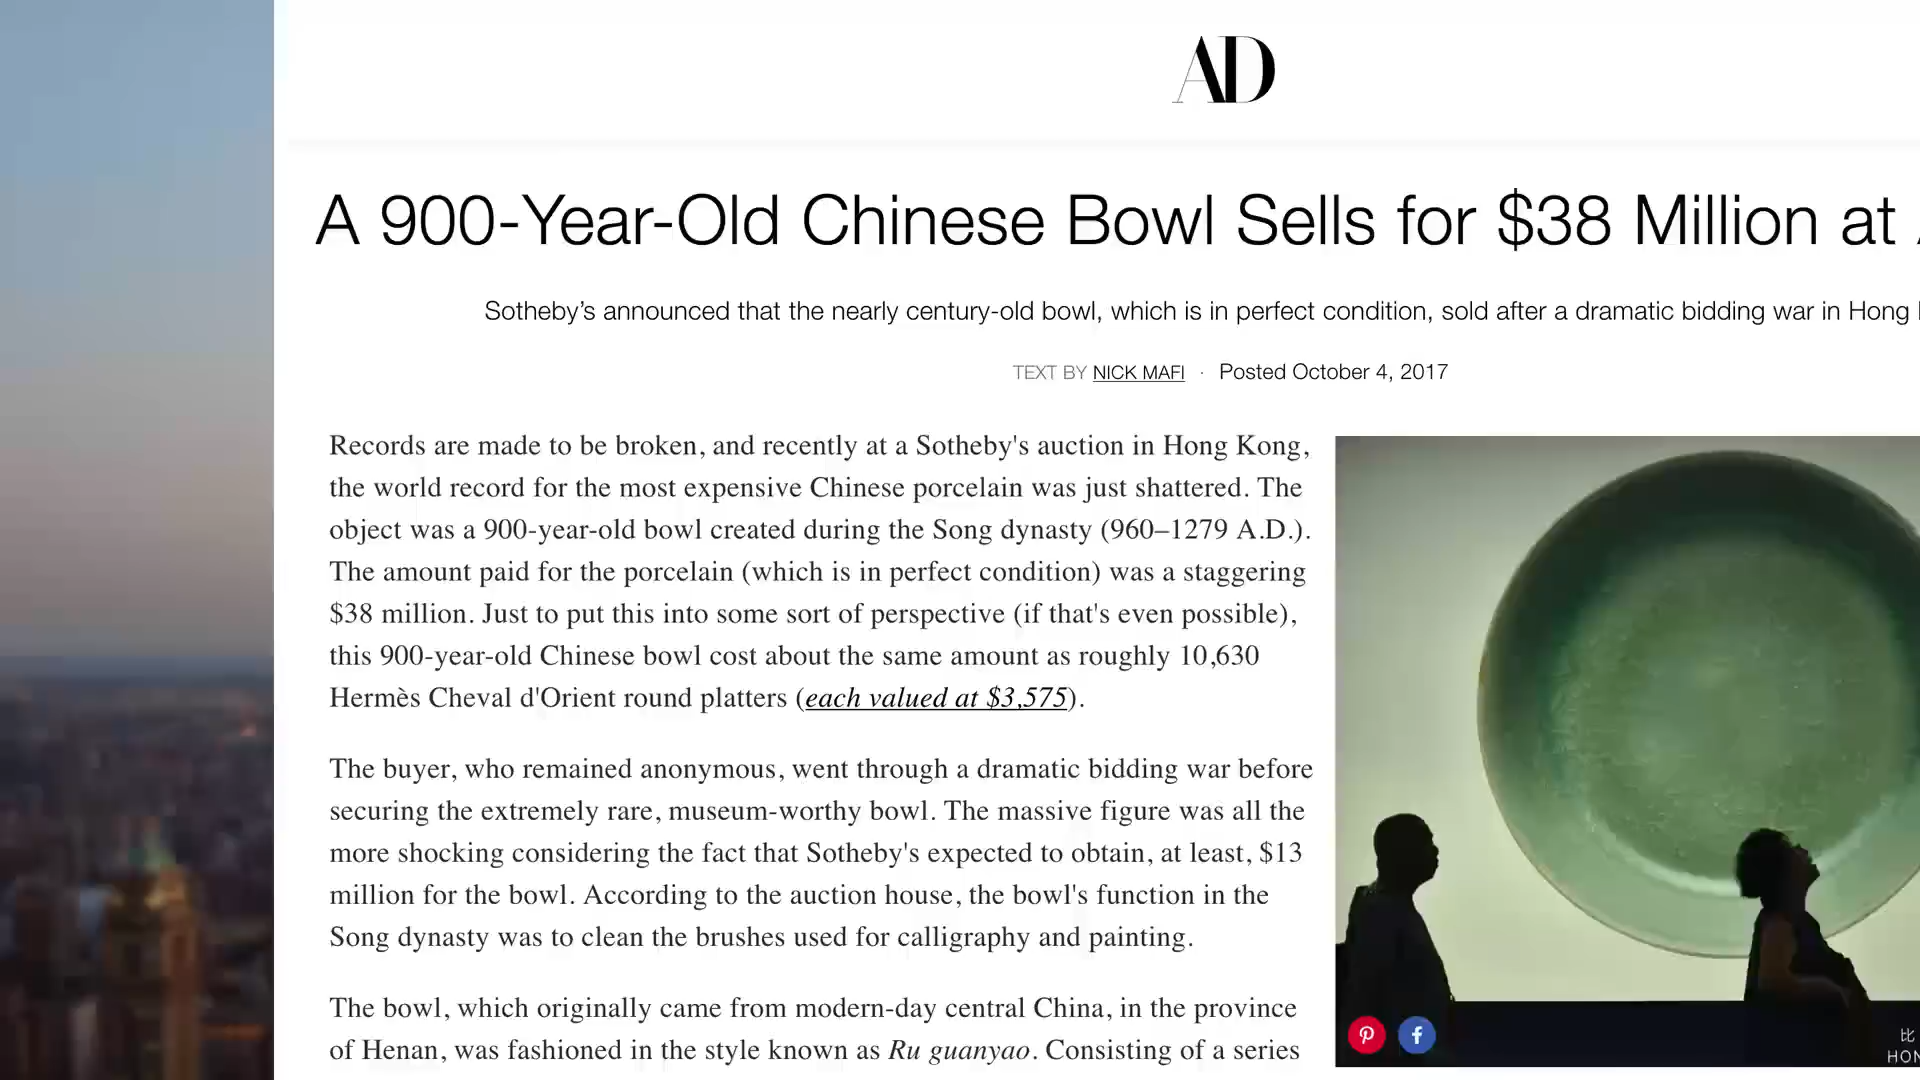 AD
A 900-Year-Old Chinese Bowl Sells for $38 Million at
Sotheby’s announced that the nearly century-old bowl, which is in perfect condition, sold after a dramatic bidding war in Hong
TEXT BY NICK MAFI · Posted October 4, 2017
Records are made to be broken, and recently at a Sotheby's auction in Hong Kong,
the world record for the most expensive Chinese porcelain was just shattered. The
object was a 900-year-old bowl created during the Song dynasty (960–1279 A.D.).
The amount paid for the porcelain (which is in perfect condition) was a staggering
$38 million. Just to put this into some sort of perspective (if that's even possible),
this 900-year-old Chinese bowl cost about the same amount as roughly 10,630
Hermès Cheval d'Orient round platters (each valued at $3,575).
The buyer, who remained anonymous, went through a dramatic bidding war before
securing the extremely rare, museum-worthy bowl. The massive figure was all the
more shocking considering the fact that Sotheby's expected to obtain, at least, $13
million for the bowl. According to the auction house, the bowl's function in the
Song dynasty was to clean the brushes used for calligraphy and painting.
The bowl, which originally came from modern-day central China, in the province
of Henan, was fashioned in the style known as Ru guanyao. Consisting of a series
比
HON